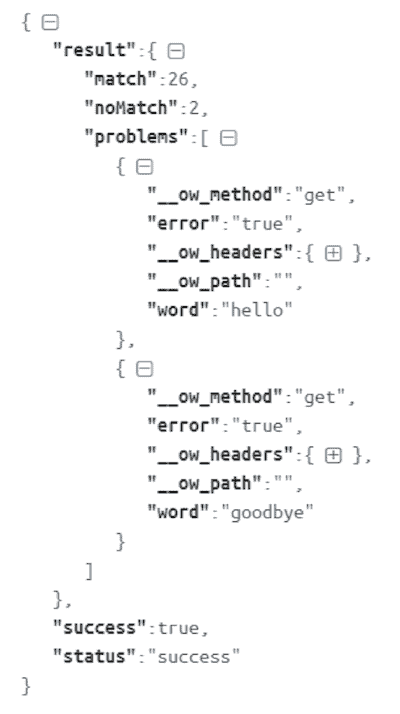 {
"result":{
"match":26,
"noMatch":2,
"problems":[
{
"__ow_method":"get",
"error":"true",
"__ow_headers":{ },
"__ow_path":"",
"word":"hello"
},
{
"__ow_method":"get",
"error":"true",
"__ow_headers":{ },
"__ow_path":"",
"word":"goodbye"
}
]
},
"success":true,
"status":"success"
}